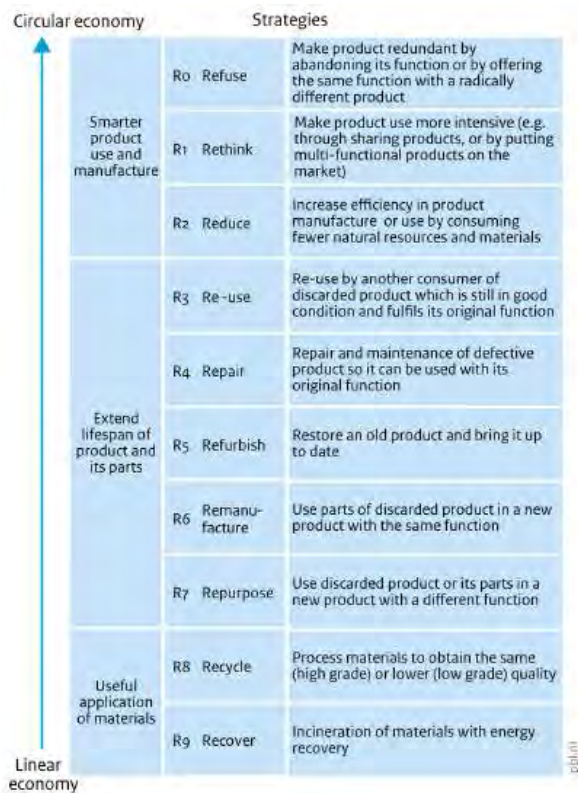 Circular economy
Strategies
Smarter
product
use and
manufacture
R0 Refuse
Make product redundant by
abandoning its function or by offering
the same function with a radically
different product
R1 Rethink
Make product use more intensive (e.g.
through sharing products, or by putting
multi-functional products on the
market)
R2 Reduce
Increase efficiency in product
manufacture or use by consuming
fewer natural resources and materials
Extend
lifespan of
product and
its parts
R3 Re-use
Re-use by another consumer of
discarded product which is still in good
condition and fulfils its original function
R4 Repair
Repair and maintenance of defective
product so it can be used with its
original function
R5 Refurbish
Restore an old product and bring it up
to date
R6 Remanu-
facture
Use parts of discarded product in a new
product with the same function
R7 Repurpose
Use discarded product or its parts in a
new product with a different function
Useful
application
of materials
R8 Recycle
Process materials to obtain the same
(high grade) or lower (low grade) quality
R9 Recover
Incineration of materials with energy
recovery
Linear
economy
pbl.nl